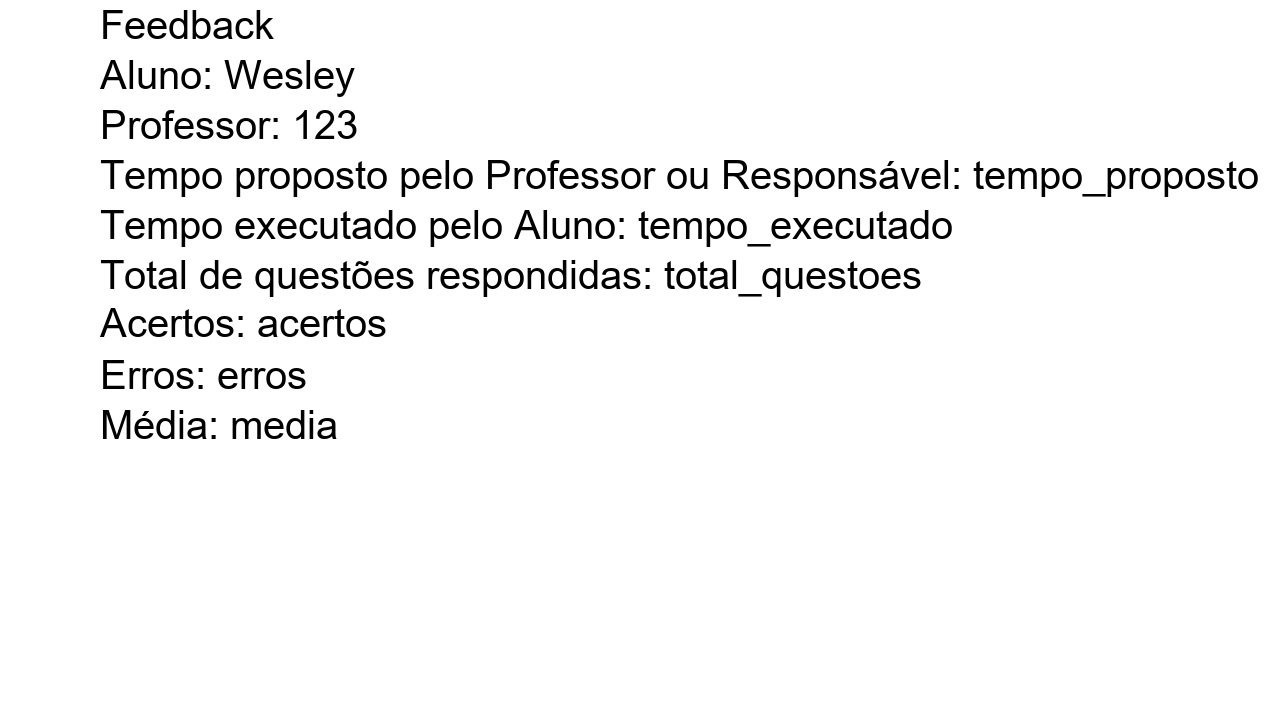 Feedback
Aluno: Wesley
Professor: 123
Tempo proposto pelo Professor ou Responsável: tempo_proposto
Tempo executado pelo Aluno: tempo_executado
Total de questões respondidas: total_questoes
Acertos: acertos
Erros: erros
Média: media